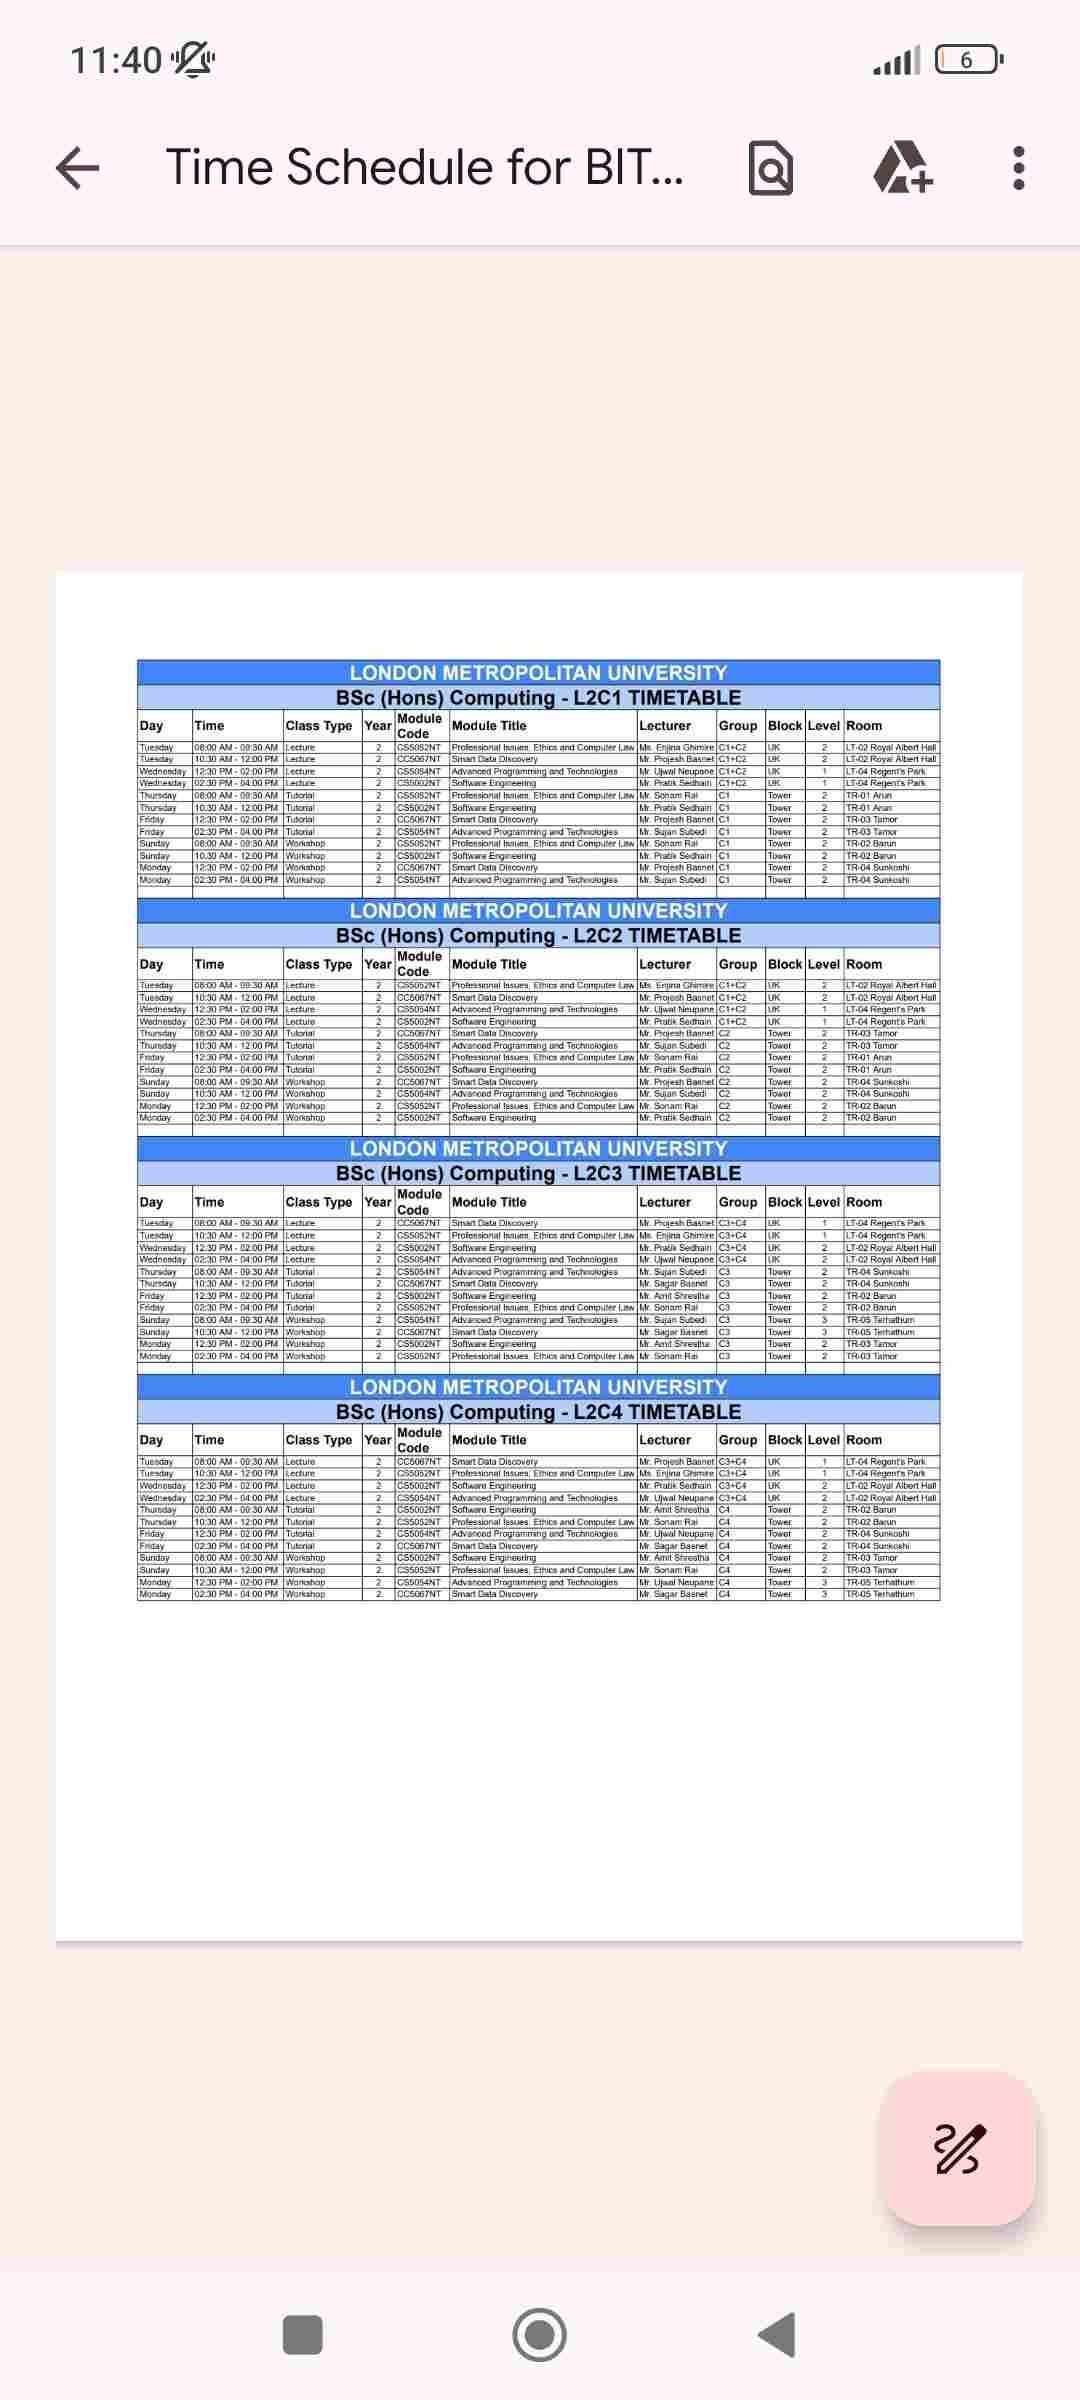 11:40
6
Time Schedule for BIT...
LONDON METROPOLITAN UNIVERSITY
BSc (Hons) Computing - L2C1 TIMETABLE
Day Time Class Type Year Module Code Module Title Lecturer Group Block Level Room
Tuesday 08:00 AM - 09:30 AM Lecture 2 CS5052NT Professional Issues, Ethics and Computer Law Ms. Enjina Ghimire C1+C2 UK 2 LT-02 Royal Albert Hall
Tuesday 10:30 AM - 12:00 PM Lecture 2 CC5067NT Smart Data Discovery Mr. Projesh Basnet C1+C2 UK 2 LT-02 Royal Albert Hall
Wednesday 12:30 PM - 02:00 PM Lecture 2 CS5054NT Advanced Programming and Technologies Mr. Ujwal Neupane C1+C2 UK 1 LT-04 Regent's Park
Wednesday 02:30 PM - 04:00 PM Lecture 2 CS5002NT Software Engineering Mr. Pratik Sedhain C1+C2 UK 1 LT-04 Regent's Park
Thursday 08:00 AM - 09:30 AM Tutorial 2 CS5052NT Professional Issues, Ethics and Computer Law Mr. Sonam Rai C1 Tower 2 TR-01 Arun
Thursday 10:30 AM - 12:00 PM Tutorial 2 CS5002NT Software Engineering Mr. Pratik Sedhain C1 Tower 2 TR-01 Arun
Friday 12:30 PM - 02:00 PM Tutorial 2 CC5067NT Smart Data Discovery Mr. Projesh Basnet C1 Tower 2 TR-03 Tamor
Friday 02:30 PM - 04:00 PM Tutorial 2 CS5054NT Advanced Programming and Technologies Mr. Sujan Subedi C1 Tower 2 TR-03 Tamor
Sunday 08:00 AM - 09:30 AM Workshop 2 CS5052NT Professional Issues, Ethics and Computer Law Mr. Sonam Rai C1 Tower 2 TR-02 Barun
Sunday 10:30 AM - 12:00 PM Workshop 2 CS5002NT Software Engineering Mr. Pratik Sedhain C1 Tower 2 TR-02 Barun
Monday 12:30 PM - 02:00 PM Workshop 2 CC5067NT Smart Data Discovery Mr. Projesh Basnet C1 Tower 2 TR-04 Sunkoshi
Monday 02:30 PM - 04:00 PM Workshop 2 CS5054NT Advanced Programming and Technologies Mr. Sujan Subedi C1 Tower 2 TR-04 Sunkoshi
LONDON METROPOLITAN UNIVERSITY
BSc (Hons) Computing - L2C2 TIMETABLE
Day Time Class Type Year Module Code Module Title Lecturer Group Block Level Room
Tuesday 08:00 AM - 09:30 AM Lecture 2 CS5052NT Professional Issues, Ethics and Computer Law Ms. Enjina Ghimire C1+C2 UK 2 LT-02 Royal Albert Hall
Tuesday 10:30 AM - 12:00 PM Lecture 2 CC5067NT Smart Data Discovery Mr. Projesh Basnet C1+C2 UK 2 LT-02 Royal Albert Hall
Wednesday 12:30 PM - 02:00 PM Lecture 2 CS5054NT Advanced Programming and Technologies Mr. Ujwal Neupane C1+C2 UK 1 LT-04 Regent's Park
Wednesday 02:30 PM - 04:00 PM Lecture 2 CS5002NT Software Engineering Mr. Pratik Sedhain C1+C2 UK 1 LT-04 Regent's Park
Thursday 08:00 AM - 09:30 AM Tutorial 2 CC5067NT Smart Data Discovery Mr. Projesh Basnet C2 Tower 2 TR-03 Tamor
Thursday 10:30 AM - 12:00 PM Tutorial 2 CS5054NT Advanced Programming and Technologies Mr. Sujan Subedi C2 Tower 2 TR-03 Tamor
Friday 12:30 PM - 02:00 PM Tutorial 2 CS5052NT Professional Issues, Ethics and Computer Law Mr. Sonam Rai C2 Tower 2 TR-01 Arun
Friday 02:30 PM - 04:00 PM Tutorial 2 CS5002NT Software Engineering Mr. Pratik Sedhain C2 Tower 2 TR-01 Arun
Sunday 08:00 AM - 09:30 AM Workshop 2 CC5067NT Smart Data Discovery Mr. Projesh Basnet C2 Tower 2 TR-04 Sunkoshi
Sunday 10:30 AM - 12:00 PM Workshop 2 CS5054NT Advanced Programming and Technologies Mr. Sujan Subedi C2 Tower 2 TR-04 Sunkoshi
Monday 12:30 PM - 02:00 PM Workshop 2 CS5052NT Professional Issues, Ethics and Computer Law Mr. Sonam Rai C2 Tower 2 TR-02 Barun
Monday 02:30 PM - 04:00 PM Workshop 2 CS5002NT Software Engineering Mr. Pratik Sedhain C2 Tower 2 TR-02 Barun
LONDON METROPOLITAN UNIVERSITY
BSc (Hons) Computing - L2C3 TIMETABLE
Day Time Class Type Year Module Code Module Title Lecturer Group Block Level Room
Tuesday 08:00 AM - 09:30 AM Lecture 2 CC5067NT Smart Data Discovery Mr. Projesh Basnet C3+C4 UK 1 LT-04 Regent's Park
Tuesday 10:30 AM - 12:00 PM Lecture 2 CS5052NT Professional Issues, Ethics and Computer Law Ms. Enjina Ghimire C3+C4 UK 1 LT-04 Regent's Park
Wednesday 12:30 PM - 02:00 PM Lecture 2 CS5002NT Software Engineering Mr. Pratik Sedhain C3+C4 UK 2 LT-02 Royal Albert Hall
Wednesday 02:30 PM - 04:00 PM Lecture 2 CS5054NT Advanced Programming and Technologies Mr. Ujwal Neupane C3+C4 UK 2 LT-02 Royal Albert Hall
Thursday 08:00 AM - 09:30 AM Tutorial 2 CS5054NT Advanced Programming and Technologies Mr. Sujan Subedi C3 Tower 2 TR-04 Sunkoshi
Thursday 10:30 AM - 12:00 PM Tutorial 2 CC5067NT Smart Data Discovery Mr. Sagar Basnet C3 Tower 2 TR-04 Sunkoshi
Friday 12:30 PM - 02:00 PM Tutorial 2 CS5002NT Software Engineering Mr. Amit Shrestha C3 Tower 2 TR-02 Barun
Friday 02:30 PM - 04:00 PM Tutorial 2 CS5052NT Professional Issues, Ethics and Computer Law Mr. Sonam Rai C3 Tower 2 TR-02 Barun
Sunday 08:00 AM - 09:30 AM Workshop 2 CS5054NT Advanced Programming and Technologies Mr. Sujan Subedi C3 Tower 3 TR-05 Terhathum
Sunday 10:30 AM - 12:00 PM Workshop 2 CC5067NT Smart Data Discovery Mr. Sagar Basnet C3 Tower 3 TR-05 Terhathum
Monday 12:30 PM - 02:00 PM Workshop 2 CS5002NT Software Engineering Mr. Amit Shrestha C3 Tower 2 TR-03 Tamor
Monday 02:30 PM - 04:00 PM Workshop 2 CS5052NT Professional Issues, Ethics and Computer Law Mr. Sonam Rai C3 Tower 2 TR-03 Tamor
LONDON METROPOLITAN UNIVERSITY
BSc (Hons) Computing - L2C4 TIMETABLE
Day Time Class Type Year Module Code Module Title Lecturer Group Block Level Room
Tuesday 08:00 AM - 09:30 AM Lecture 2 CC5067NT Smart Data Discovery Mr. Projesh Basnet C3+C4 UK 1 LT-04 Regent's Park
Tuesday 10:30 AM - 12:00 PM Lecture 2 CS5052NT Professional Issues, Ethics and Computer Law Ms. Enjina Ghimire C3+C4 UK 1 LT-04 Regent's Park
Wednesday 12:30 PM - 02:00 PM Lecture 2 CS5002NT Software Engineering Mr. Pratik Sedhain C3+C4 UK 2 LT-02 Royal Albert Hall
Wednesday 02:30 PM - 04:00 PM Lecture 2 CS5054NT Advanced Programming and Technologies Mr. Ujwal Neupane C3+C4 UK 2 LT-02 Royal Albert Hall
Thursday 08:00 AM - 09:30 AM Tutorial 2 CS5002NT Software Engineering Mr. Amit Shrestha C4 Tower 2 TR-02 Barun
Thursday 10:30 AM - 12:00 PM Tutorial 2 CS5052NT Professional Issues, Ethics and Computer Law Mr. Sonam Rai C4 Tower 2 TR-02 Barun
Friday 12:30 PM - 02:00 PM Tutorial 2 CS5054NT Advanced Programming and Technologies Mr. Ujwal Neupane C4 Tower 2 TR-04 Sunkoshi
Friday 02:30 PM - 04:00 PM Tutorial 2 CC5067NT Smart Data Discovery Mr. Sagar Basnet C4 Tower 2 TR-04 Sunkoshi
Sunday 08:00 AM - 09:30 AM Workshop 2 CS5002NT Software Engineering Mr. Amit Shrestha C4 Tower 2 TR-03 Tamor
Sunday 10:30 AM - 12:00 PM Workshop 2 CS5052NT Professional Issues, Ethics and Computer Law Mr. Sonam Rai C4 Tower 2 TR-03 Tamor
Monday 12:30 PM - 02:00 PM Workshop 2 CS5054NT Advanced Programming and Technologies Mr. Ujwal Neupane C4 Tower 3 TR-05 Terhathum
Monday 02:30 PM - 04:00 PM Workshop 2 CC5067NT Smart Data Discovery Mr. Sagar Basnet C4 Tower 3 TR-05 Terhathum